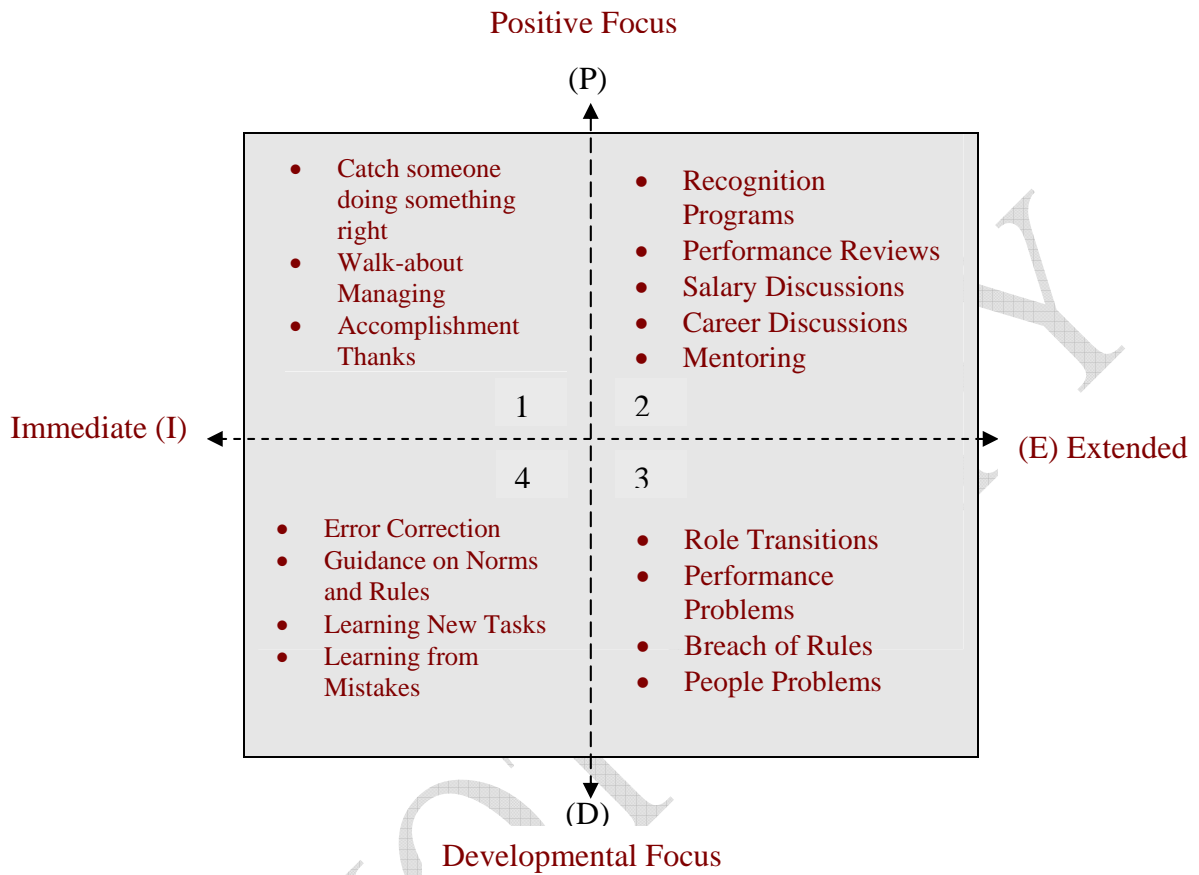 Positive Focus
(P)
• Catch someone
doing something
right
• Walk-about
Managing
• Accomplishment
Thanks
• Recognition
Programs
• Performance Reviews
• Salary Discussions
• Career Discussions
• Mentoring
1
2
Immediate (I)
(E) Extended
4
3
• Error Correction
• Guidance on Norms
and Rules
• Learning New Tasks
• Learning from
Mistakes
• Role Transitions
• Performance
Problems
• Breach of Rules
• People Problems
(D)
Developmental Focus